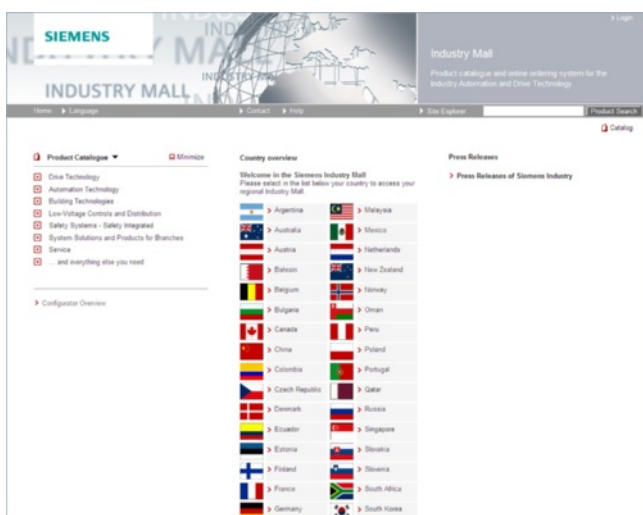 SIEMENS
INDUSTRY MALL
> Login
Industry Mall
Product catalogue and online ordering system for the
Industry Automation and Drive Technology
Home > Language > Contact > Help > Site Explorer Product Search
Catalog
Product Catalogue ▼ Minimize
Drive Technology
Automation Technology
Building Technologies
Low-Voltage Controls and Distribution
Safety Systems - Safety Integrated
System Solutions and Products for Branches
Service
... and everything else you need
> Configurator Overview
Country overview
Welcome in the Siemens Industry Mall
Please select in the list below your country to access your
regional Industry Mall.
> Argentina > Malaysia
> Australia > Mexico
> Austria > Netherlands
> Bahrain > New Zealand
> Belgium > Norway
> Bulgaria > Oman
> Canada > Peru
> China > Poland
> Colombia > Portugal
> Czech Republic > Qatar
> Denmark > Russia
> Ecuador > Singapore
> Estonia > Slovakia
> Finland > Slovenia
> France > South Africa
> Germany > South Korea
Press Releases
> Press Releases of Siemens Industry